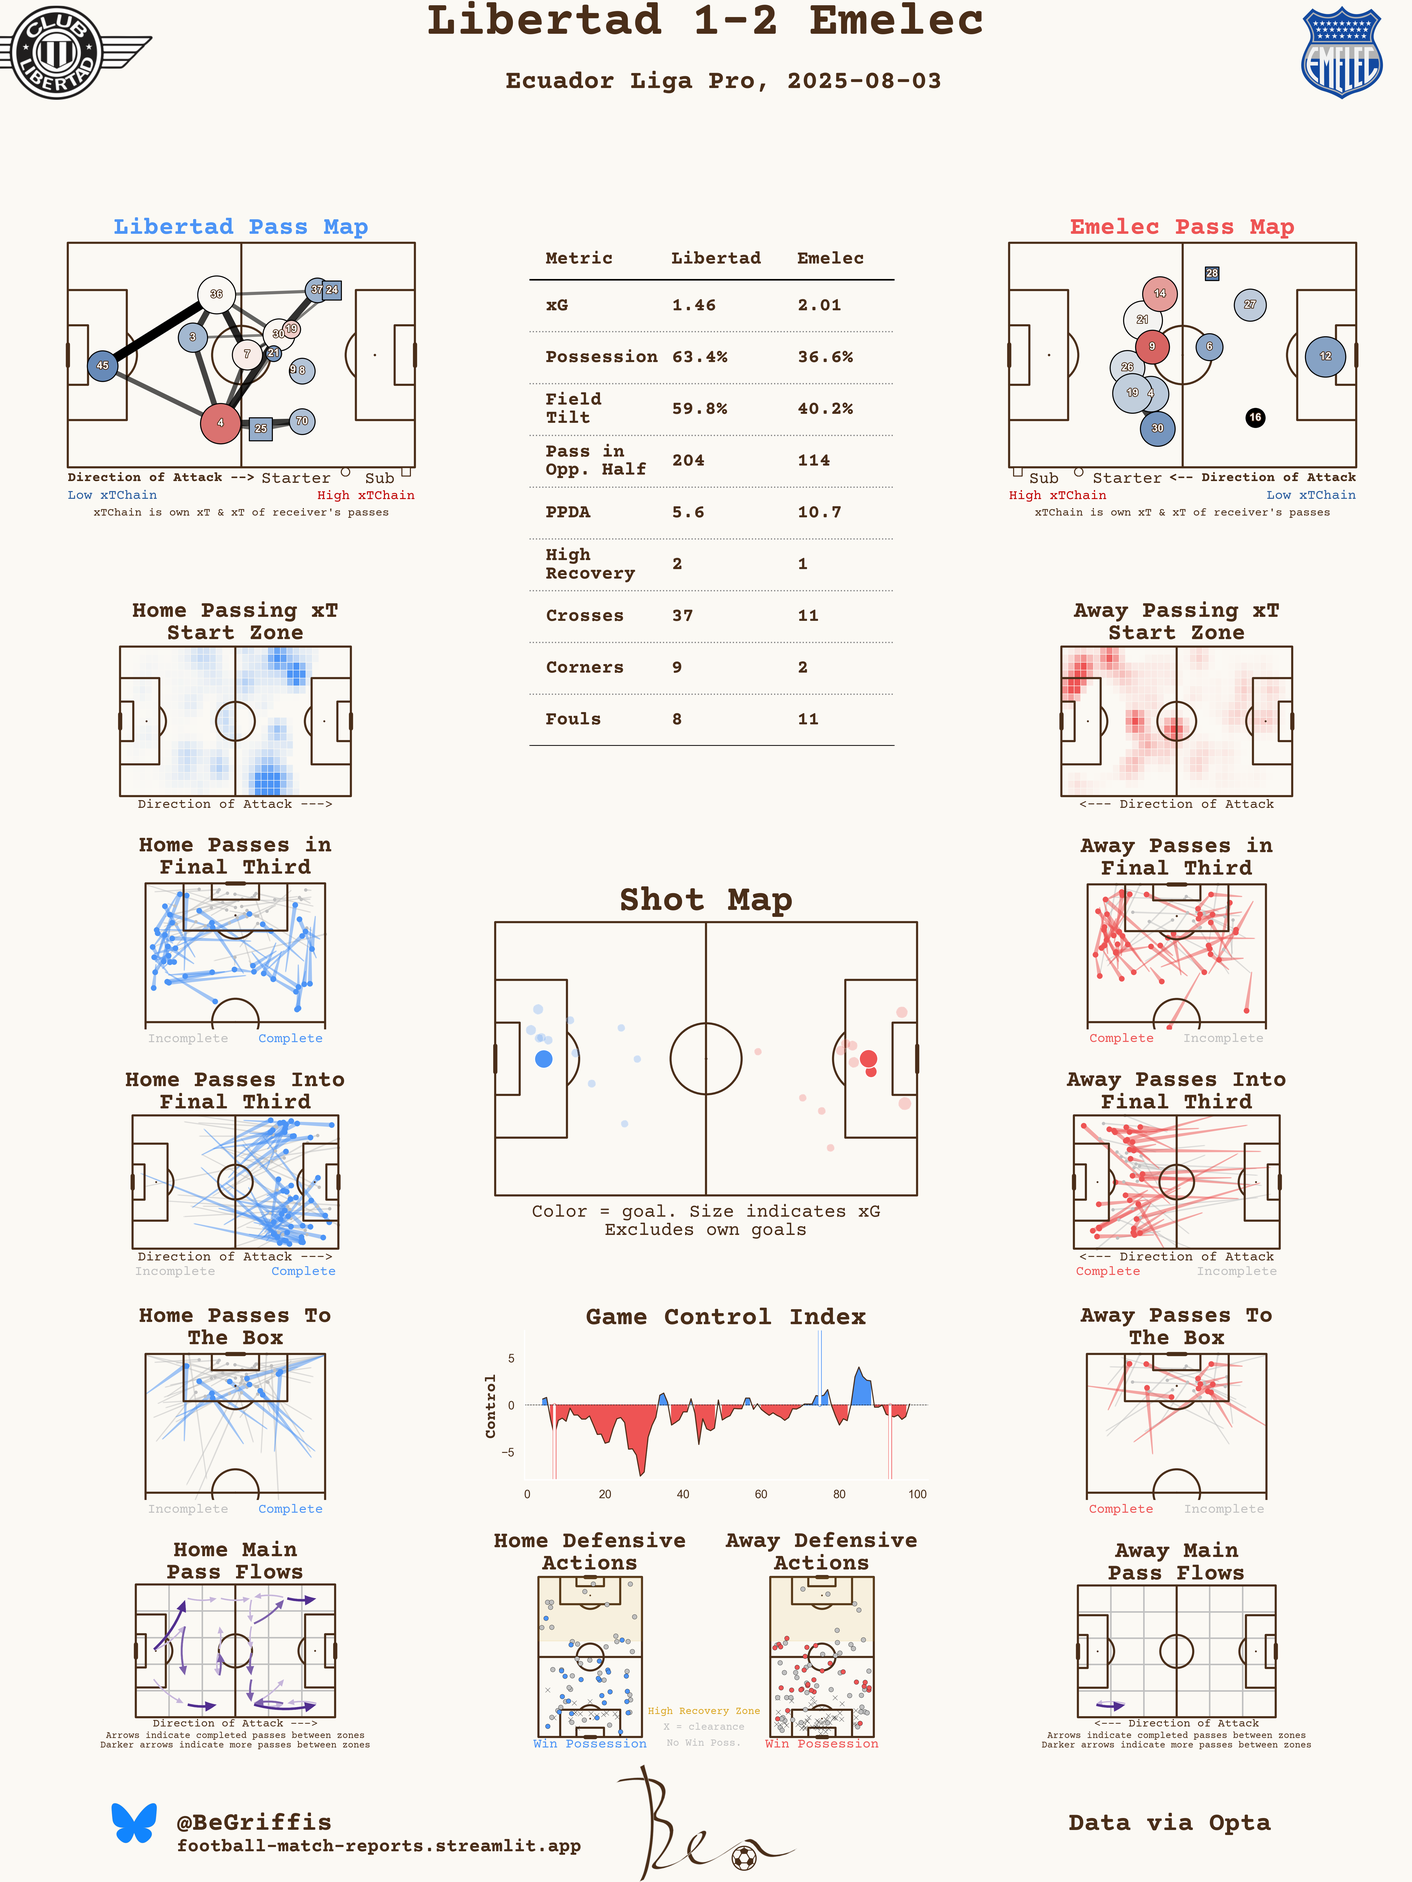 Libertad 1-2 Emelec
Ecuador Liga Pro, 2025-08-03
CLUB
LIBERTAD
EMELEC
Libertad Pass Map
36
37
24
3
30
19
7
21
45
9
8
4
25
70
Direction of Attack --> Starter Sub
Low xTChain High xTChain
xTChain is own xT & xT of receiver's passes
Metric Libertad Emelec
xG 1.46 2.01
Possession 63.4% 36.6%
Field
Tilt 59.8% 40.2%
Pass in
Opp. Half 204 114
PPDA 5.6 10.7
High
Recovery 2 1
Crosses 37 11
Corners 9 2
Fouls 8 11
Emelec Pass Map
28
14
27
21
9
6
12
26
19
4
16
30
Sub Starter <-- Direction of Attack
High xTChain Low xTChain
xTChain is own xT & xT of receiver's passes
Home Passing xT
Start Zone
Direction of Attack --->
Away Passing xT
Start Zone
<--- Direction of Attack
Home Passes in
Final Third
Incomplete Complete
Away Passes in
Final Third
Complete Incomplete
Shot Map
Color = goal. Size indicates xG
Excludes own goals
Home Passes Into
Final Third
Direction of Attack --->
Incomplete Complete
Away Passes Into
Final Third
<--- Direction of Attack
Complete Incomplete
Home Passes To
The Box
Incomplete Complete
Game Control Index
Control
5
0
−5
0 20 40 60 80 100
Away Passes To
The Box
Complete Incomplete
Home Main
Pass Flows
Direction of Attack --->
Arrows indicate completed passes between zones
Darker arrows indicate more passes between zones
Home Defensive
Actions
Win Possession
High Recovery Zone
X = clearance
No Win Poss.
Away Defensive
Actions
Win Possession
Away Main
Pass Flows
<--- Direction of Attack
Arrows indicate completed passes between zones
Darker arrows indicate more passes between zones
@BeGriffis
football-match-reports.streamlit.app
Ben
Data via Opta